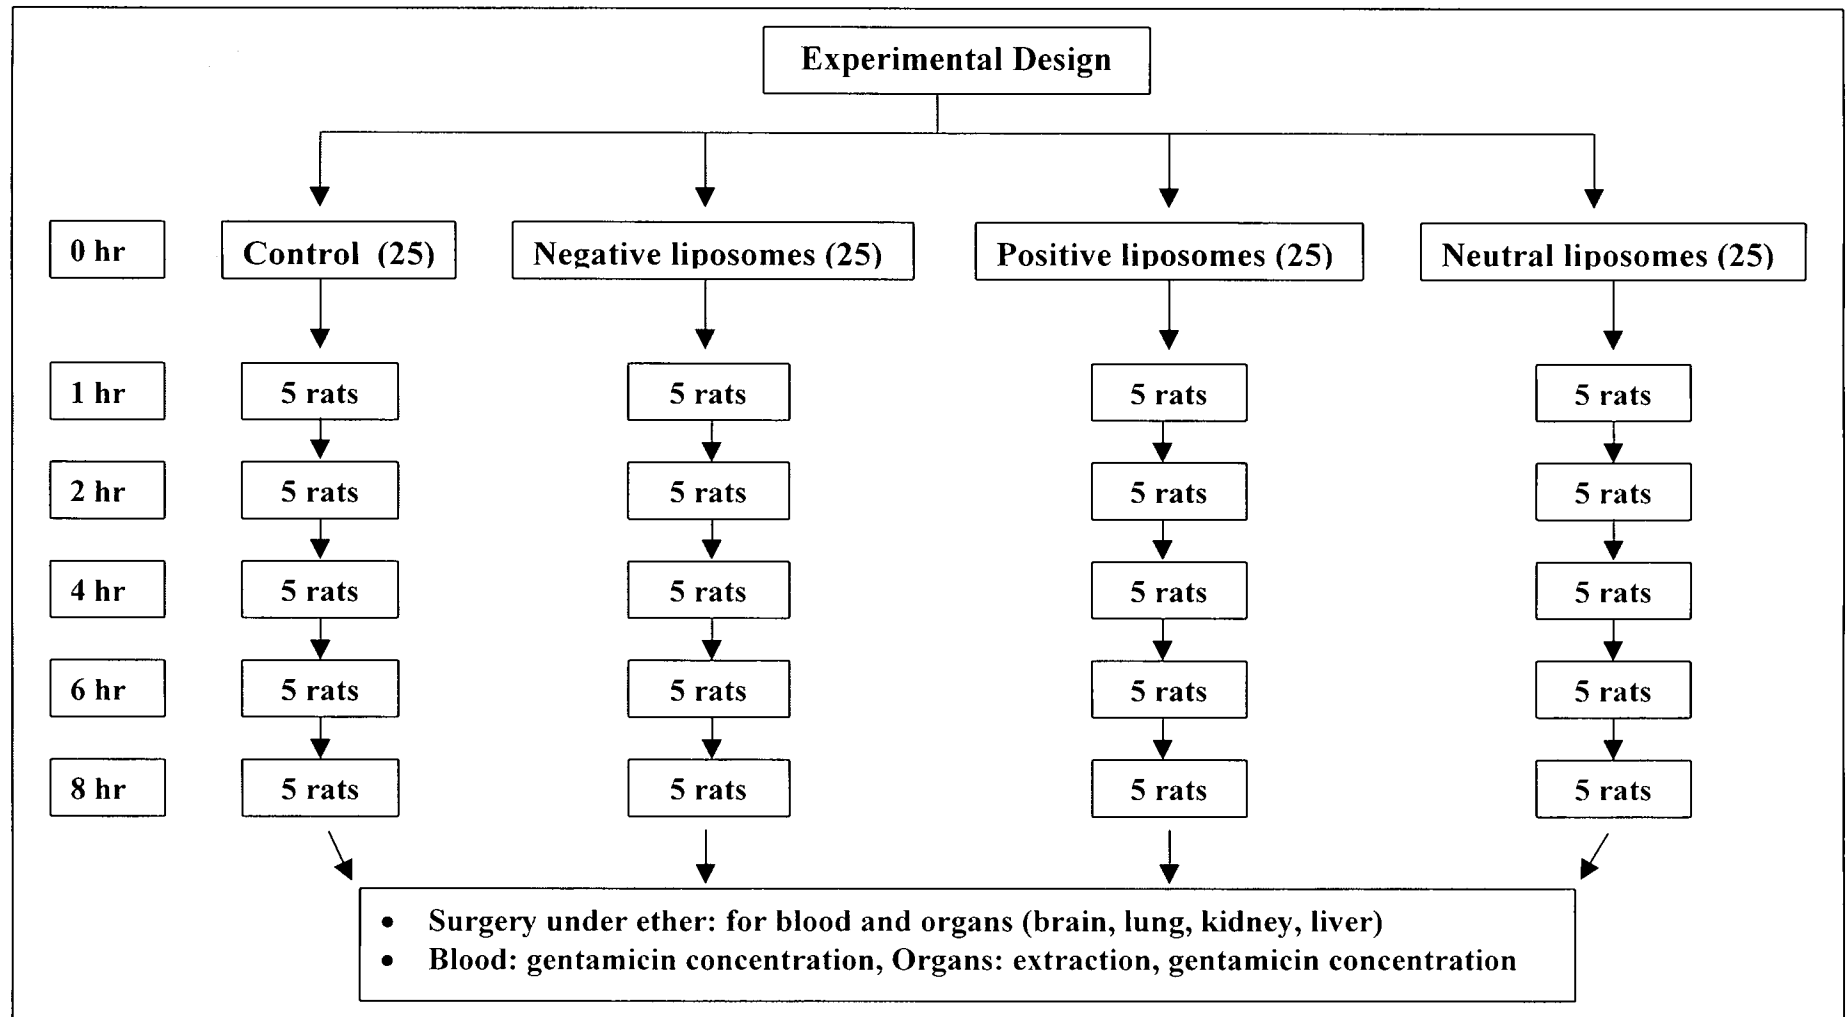 Experimental Design
0 hr
Control (25)
Negative liposomes (25)
Positive liposomes (25)
Neutral liposomes (25)
1 hr
5 rats
5 rats
5 rats
5 rats
2 hr
5 rats
5 rats
5 rats
5 rats
4 hr
5 rats
5 rats
5 rats
5 rats
6 hr
5 rats
5 rats
5 rats
5 rats
8 hr
5 rats
5 rats
5 rats
5 rats
• Surgery under ether: for blood and organs (brain, lung, kidney, liver)
• Blood: gentamicin concentration, Organs: extraction, gentamicin concentration